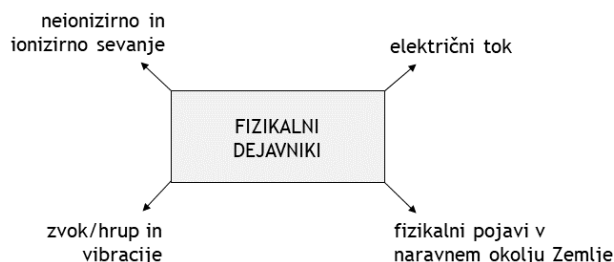 neionizirno in
ionizirno sevanje
električni tok
FIZIKALNI
DEJAVNIKI
zvok/hrup in
vibracije
fizikalni pojavi v
naravnem okolju Zemlje